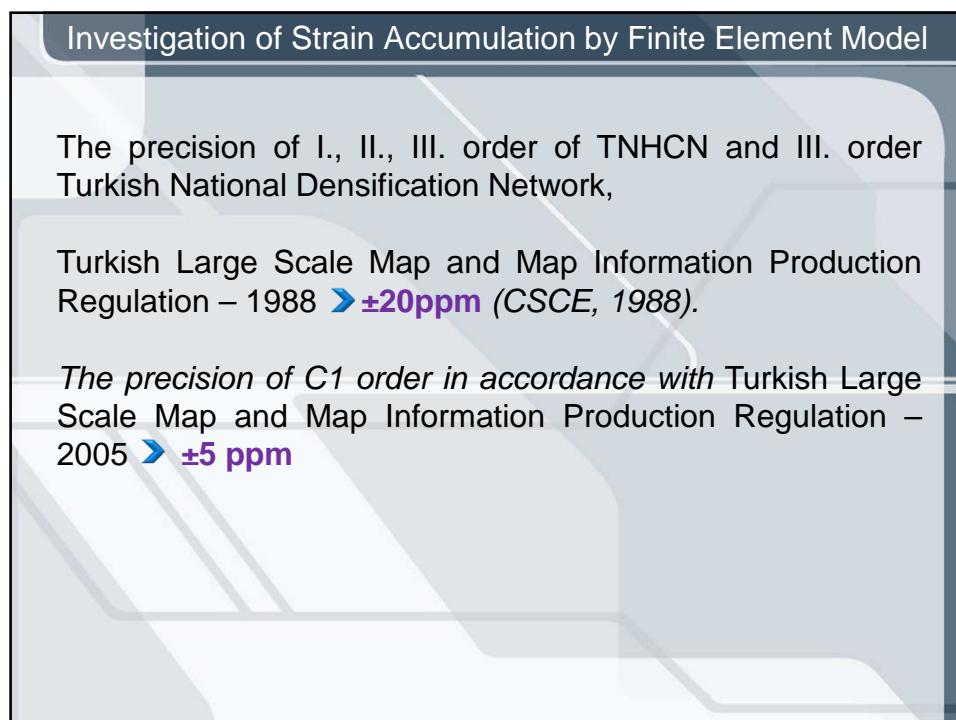 Investigation of Strain Accumulation by Finite Element Model
The precision of I., II., III. order of TNHCN and III. order
Turkish National Densification Network,
Turkish Large Scale Map and Map Information Production
Regulation – 1988 ±20ppm (CSCE, 1988).
The precision of C1 order in accordance with Turkish Large
Scale Map and Map Information Production Regulation –
2005 ±5 ppm